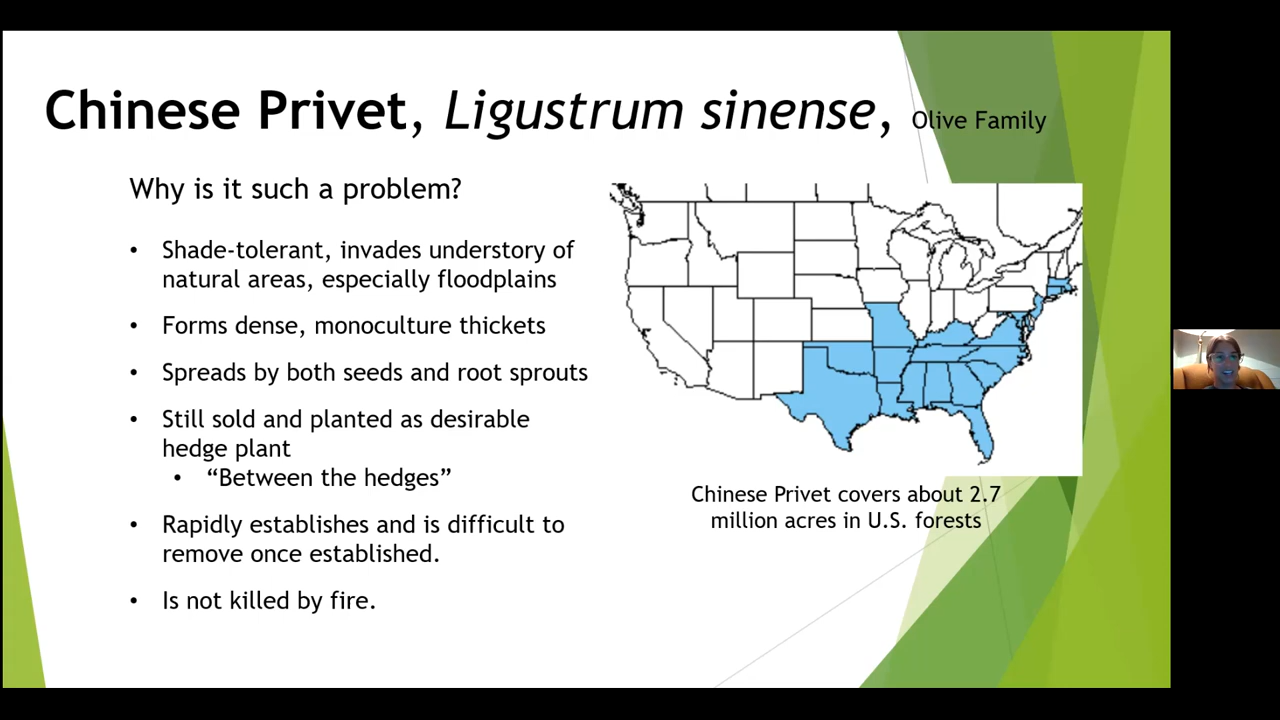 Chinese Privet, Ligustrum sinense, Olive Family
Why is it such a problem?
• Shade-tolerant, invades understory of
natural areas, especially floodplains
• Forms dense, monoculture thickets
• Spreads by both seeds and root sprouts
• Still sold and planted as desirable
hedge plant
• “Between the hedges”
• Rapidly establishes and is difficult to
remove once established.
• Is not killed by fire.
Chinese Privet covers about 2.7
million acres in U.S. forests